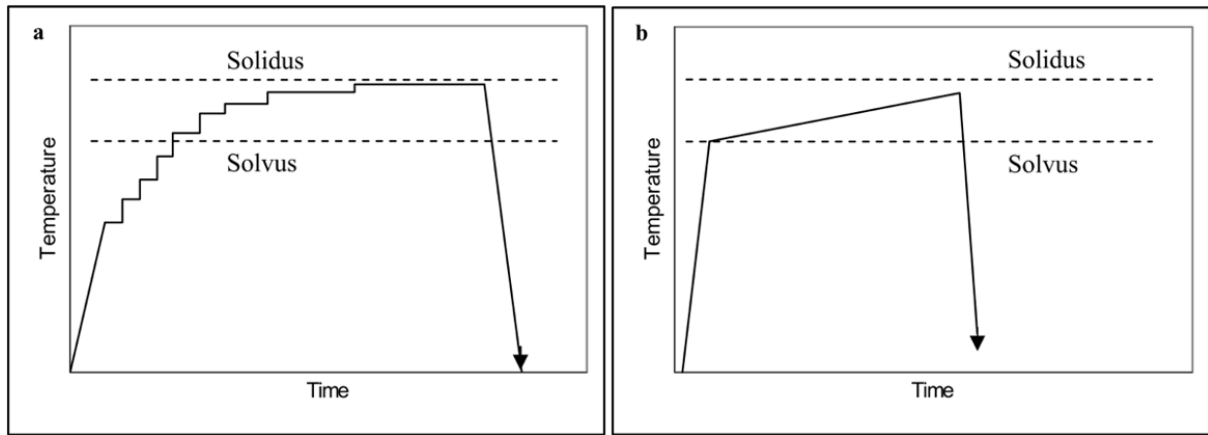 a
Solidus
Solvus
Temperature
Time
b
Solidus
Solvus
Temperature
Time